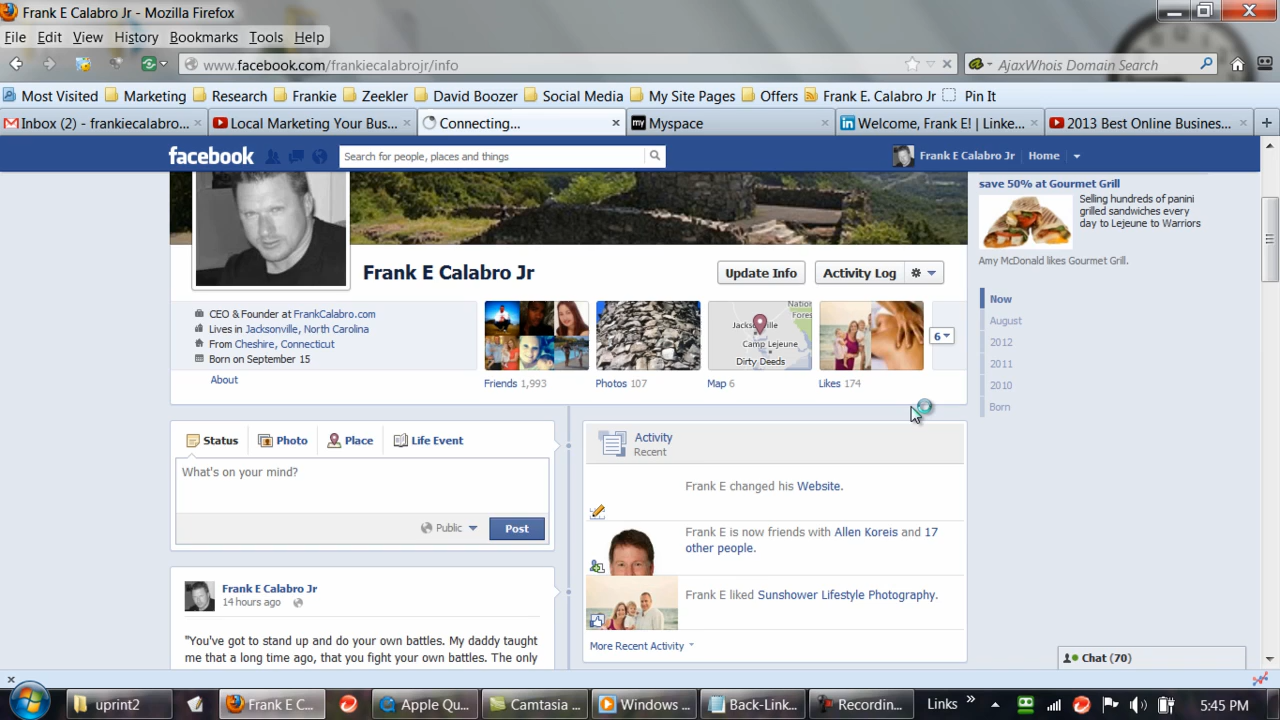 Frank E Calabro Jr - Mozilla Firefox
File Edit View History Bookmarks Tools Help
www.facebook.com/frankiecalabrojr/info
AjaxWhois Domain Search
Most Visited Marketing Research Frankie Zeekler David Boozer Social Media My Site Pages Offers Frank E. Calabro Jr Pin It
Inbox (2) - frankiecalabro... Local Marketing Your Bus... Connecting... my Myspace in Welcome, Frank E! | Linke... 2013 Best Online Business...
facebook Search for people, places and things Frank E Calabro Jr Home
save 50% at Gourmet Grill
Selling hundreds of panini
grilled sandwiches every
day to Lejeune to Warriors
Amy McDonald likes Gourmet Grill.
Frank E Calabro Jr
Update Info Activity Log
CEO & Founder at FrankCalabro.com
Lives in Jacksonville, North Carolina
From Cheshire, Connecticut
Born on September 15
About
Nation
Forest
Jacksonville
Camp Lejeune
Dirty Deeds
6
Friends 1,993 Photos 107 Map 6 Likes 174
Now
August
2012
2011
2010
Born
Status Photo Place Life Event
What's on your mind?
Public Post
Activity
Recent
Frank E changed his Website.
Frank E is now friends with Allen Koreis and 17
other people.
Frank E liked Sunshower Lifestyle Photography.
More Recent Activity
Frank E Calabro Jr
14 hours ago
"You've got to stand up and do your own battles. My daddy taught
me that a long time ago, that you fight your own battles. The only
Chat (70)
uprint2 Frank E C... Apple Qu... Camtasia ... Windows ... Back-Link... Recordin... Links 5:45 PM